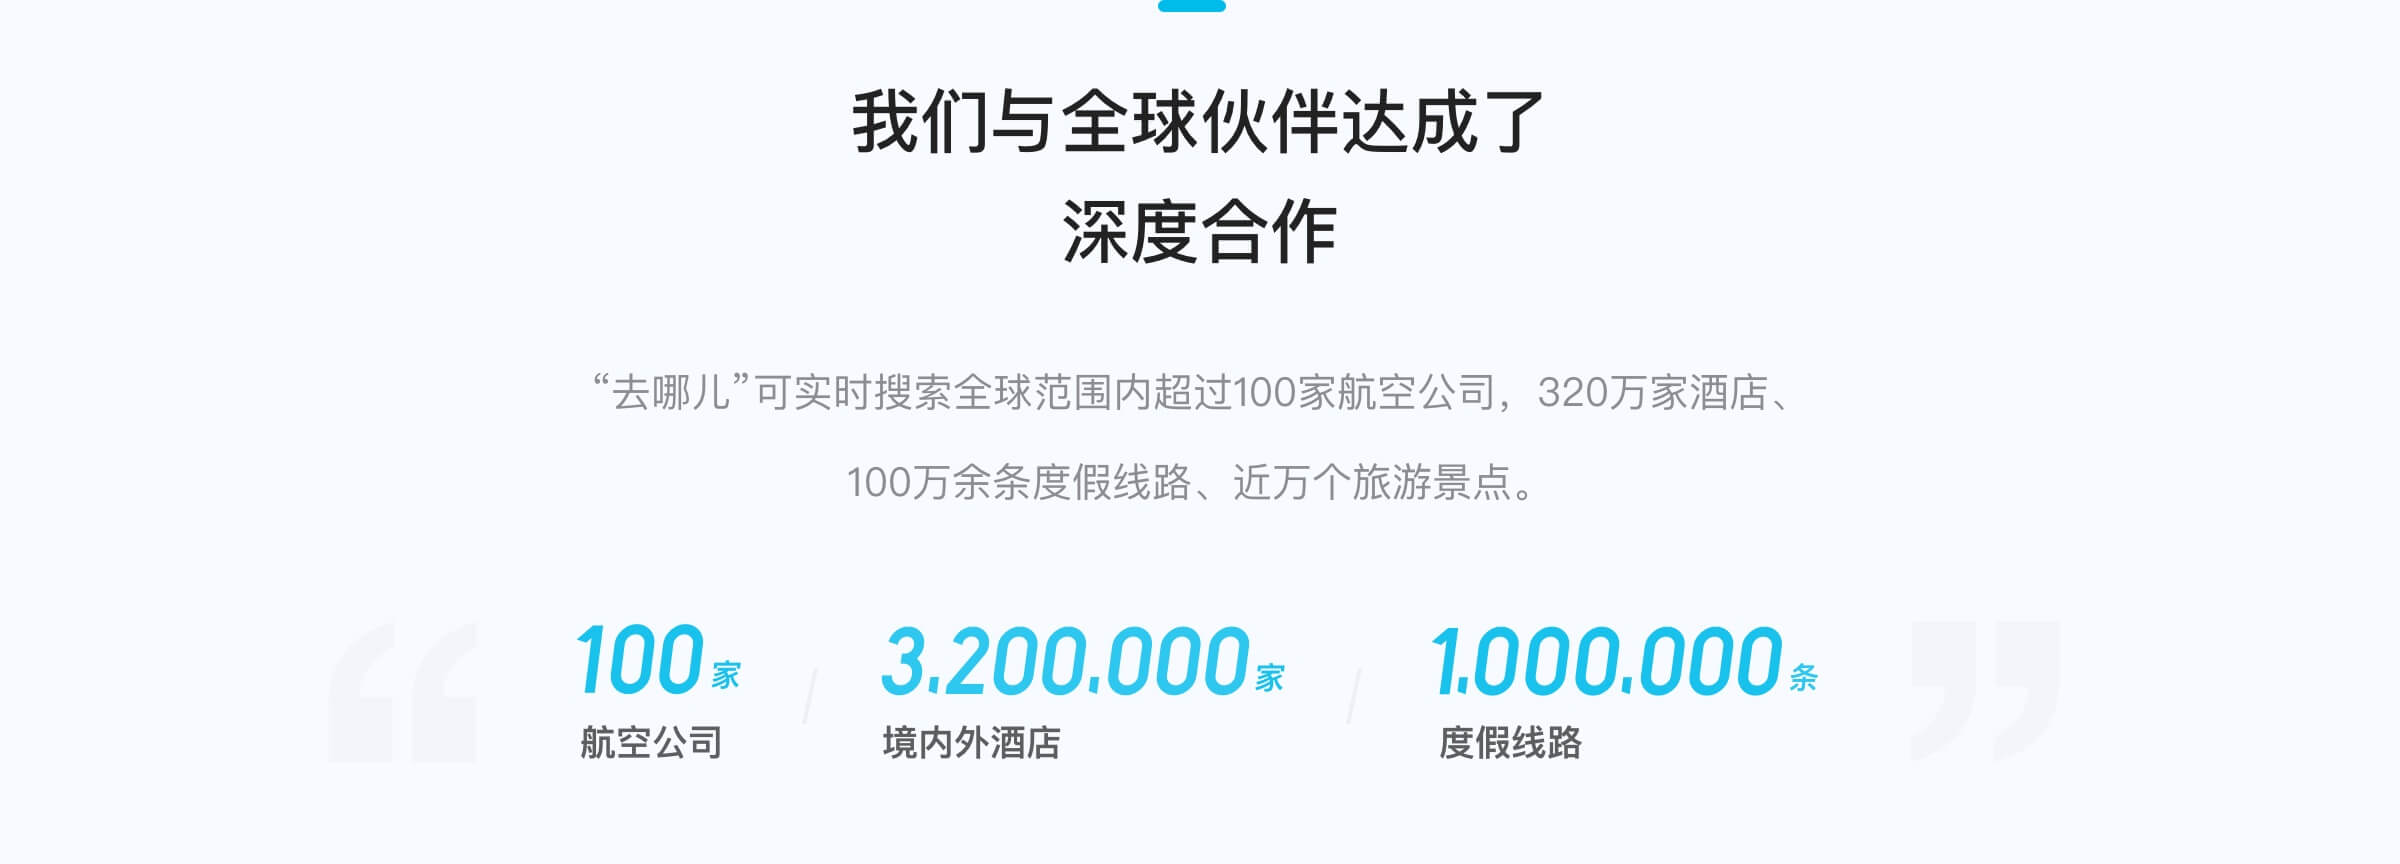 我们与全球伙伴达成了
深度合作
“去哪儿”可实时搜索全球范围内超过100家航空公司，320万家酒店、
100万余条度假线路、近万个旅游景点。
100家
航空公司
3,200,000家
境内外酒店
1,000,000条
度假线路